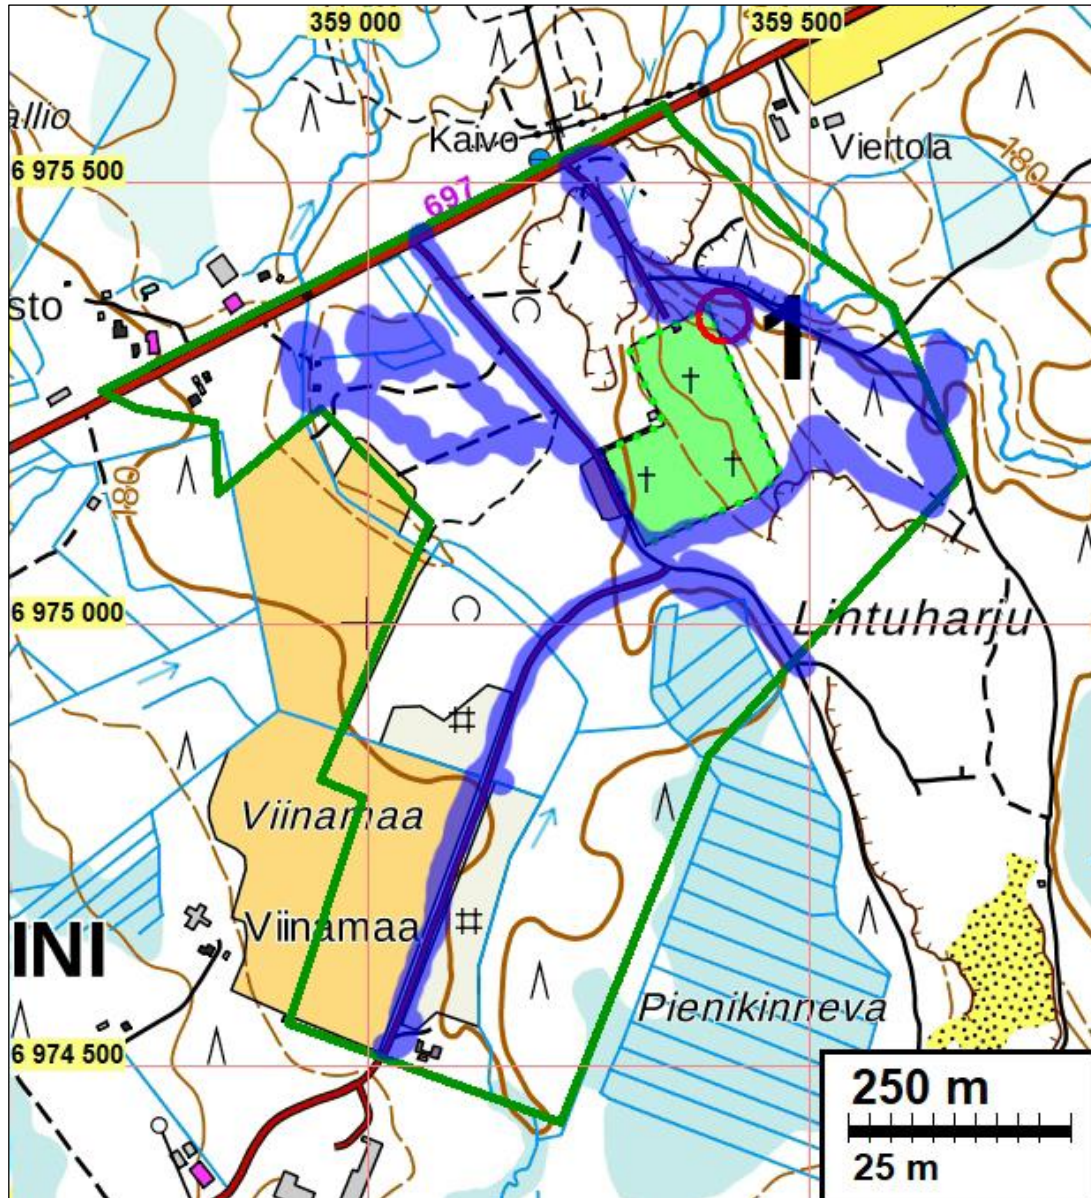 359 000
359 500
allio
Kaivo
Viertola
180
6 975 500
697
sto
1
180
6 975 000
Lintuharju
Viinamaa
Viinamaa
INI
Pienikinneva
6 974 500
250 m
25 m